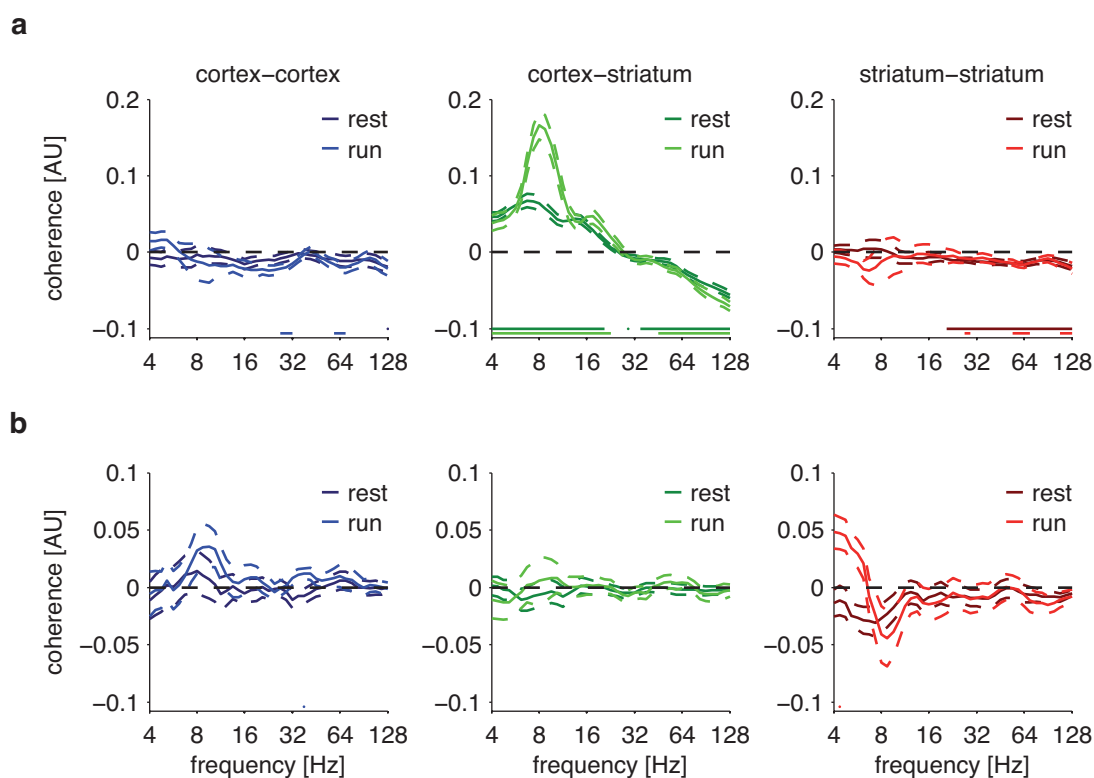 a
cortex−cortex
cortex−striatum
striatum−striatum
coherence [AU]
0.2
0.1
0
−0.1
rest
run
4 8 16 32 64 128
0.2
0.1
0
−0.1
rest
run
4 8 16 32 64 128
0.2
0.1
0
−0.1
rest
run
4 8 16 32 64 128
b
coherence [AU]
0.1
0.05
0
−0.05
−0.1
rest
run
4 8 16 32 64 128
frequency [Hz]
0.1
0.05
0
−0.05
−0.1
rest
run
4 8 16 32 64 128
frequency [Hz]
0.1
0.05
0
−0.05
−0.1
rest
run
4 8 16 32 64 128
frequency [Hz]